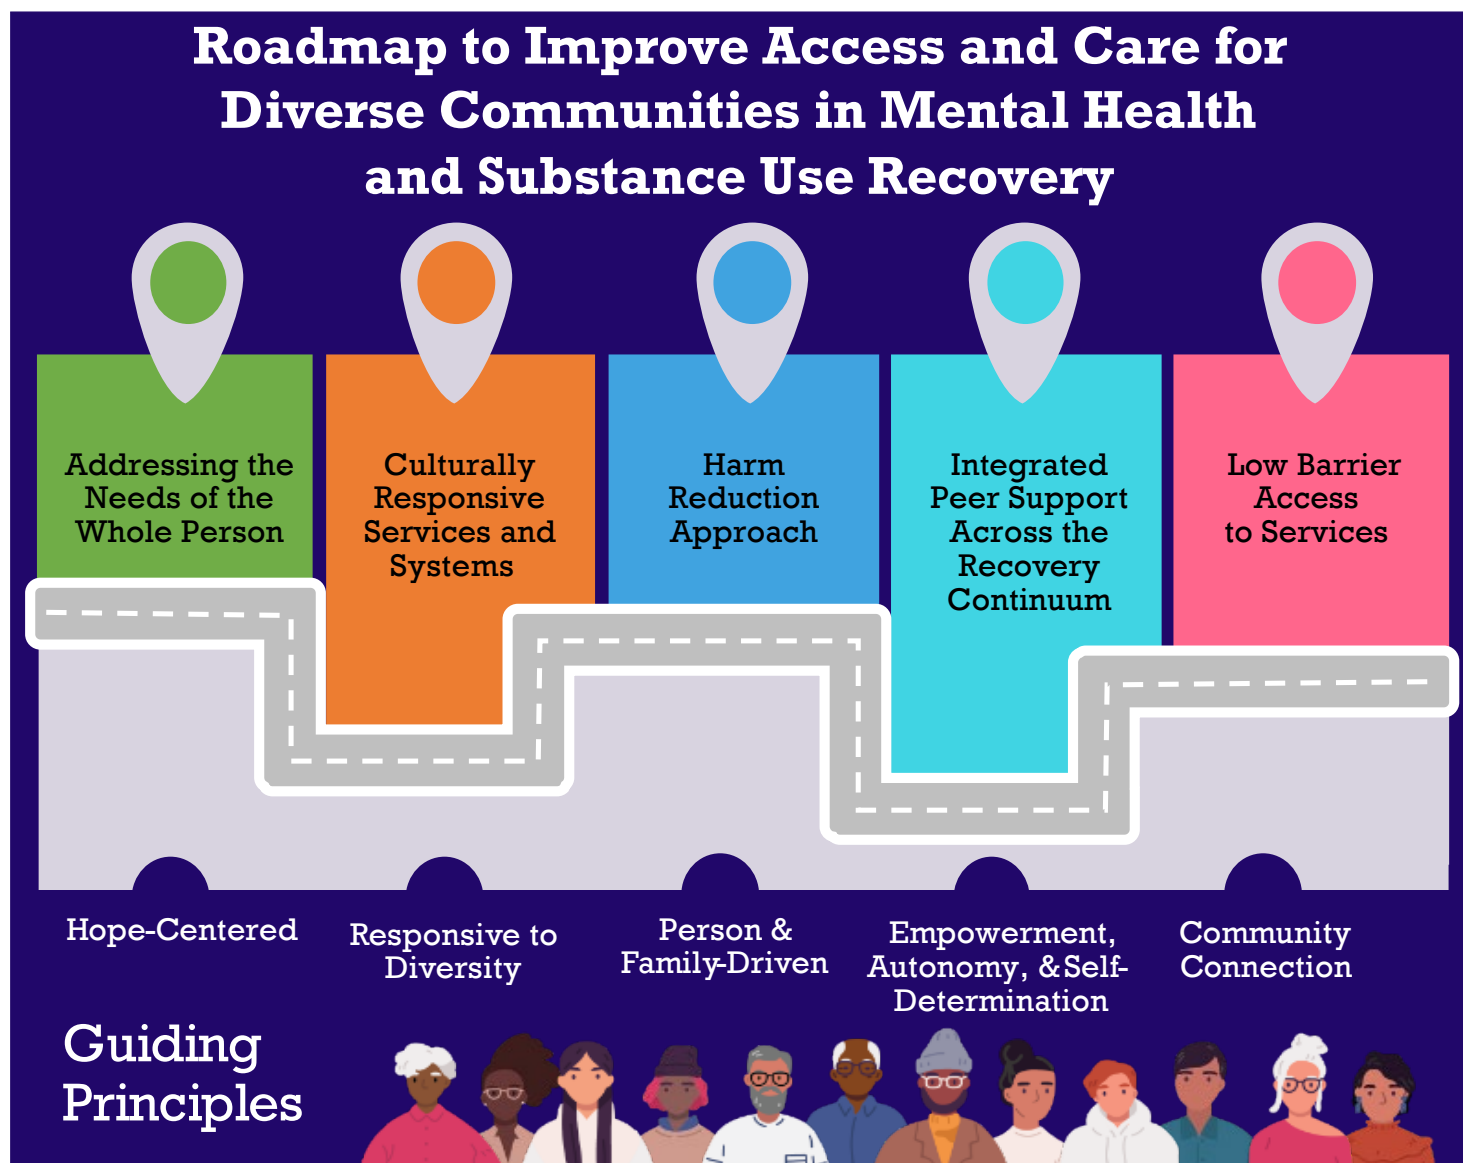 Roadmap to Improve Access and Care for
Diverse Communities in Mental Health
and Substance Use Recovery
Addressing the
Needs of the
Whole Person
Culturally
Responsive
Services and
Systems
Harm
Reduction
Approach
Integrated
Peer Support
Across the
Recovery
Continuum
Low Barrier
Access
to Services
Hope-Centered
Responsive to
Diversity
Person &
Family-Driven
Empowerment,
Autonomy, & Self-
Determination
Community
Connection
Guiding
Principles